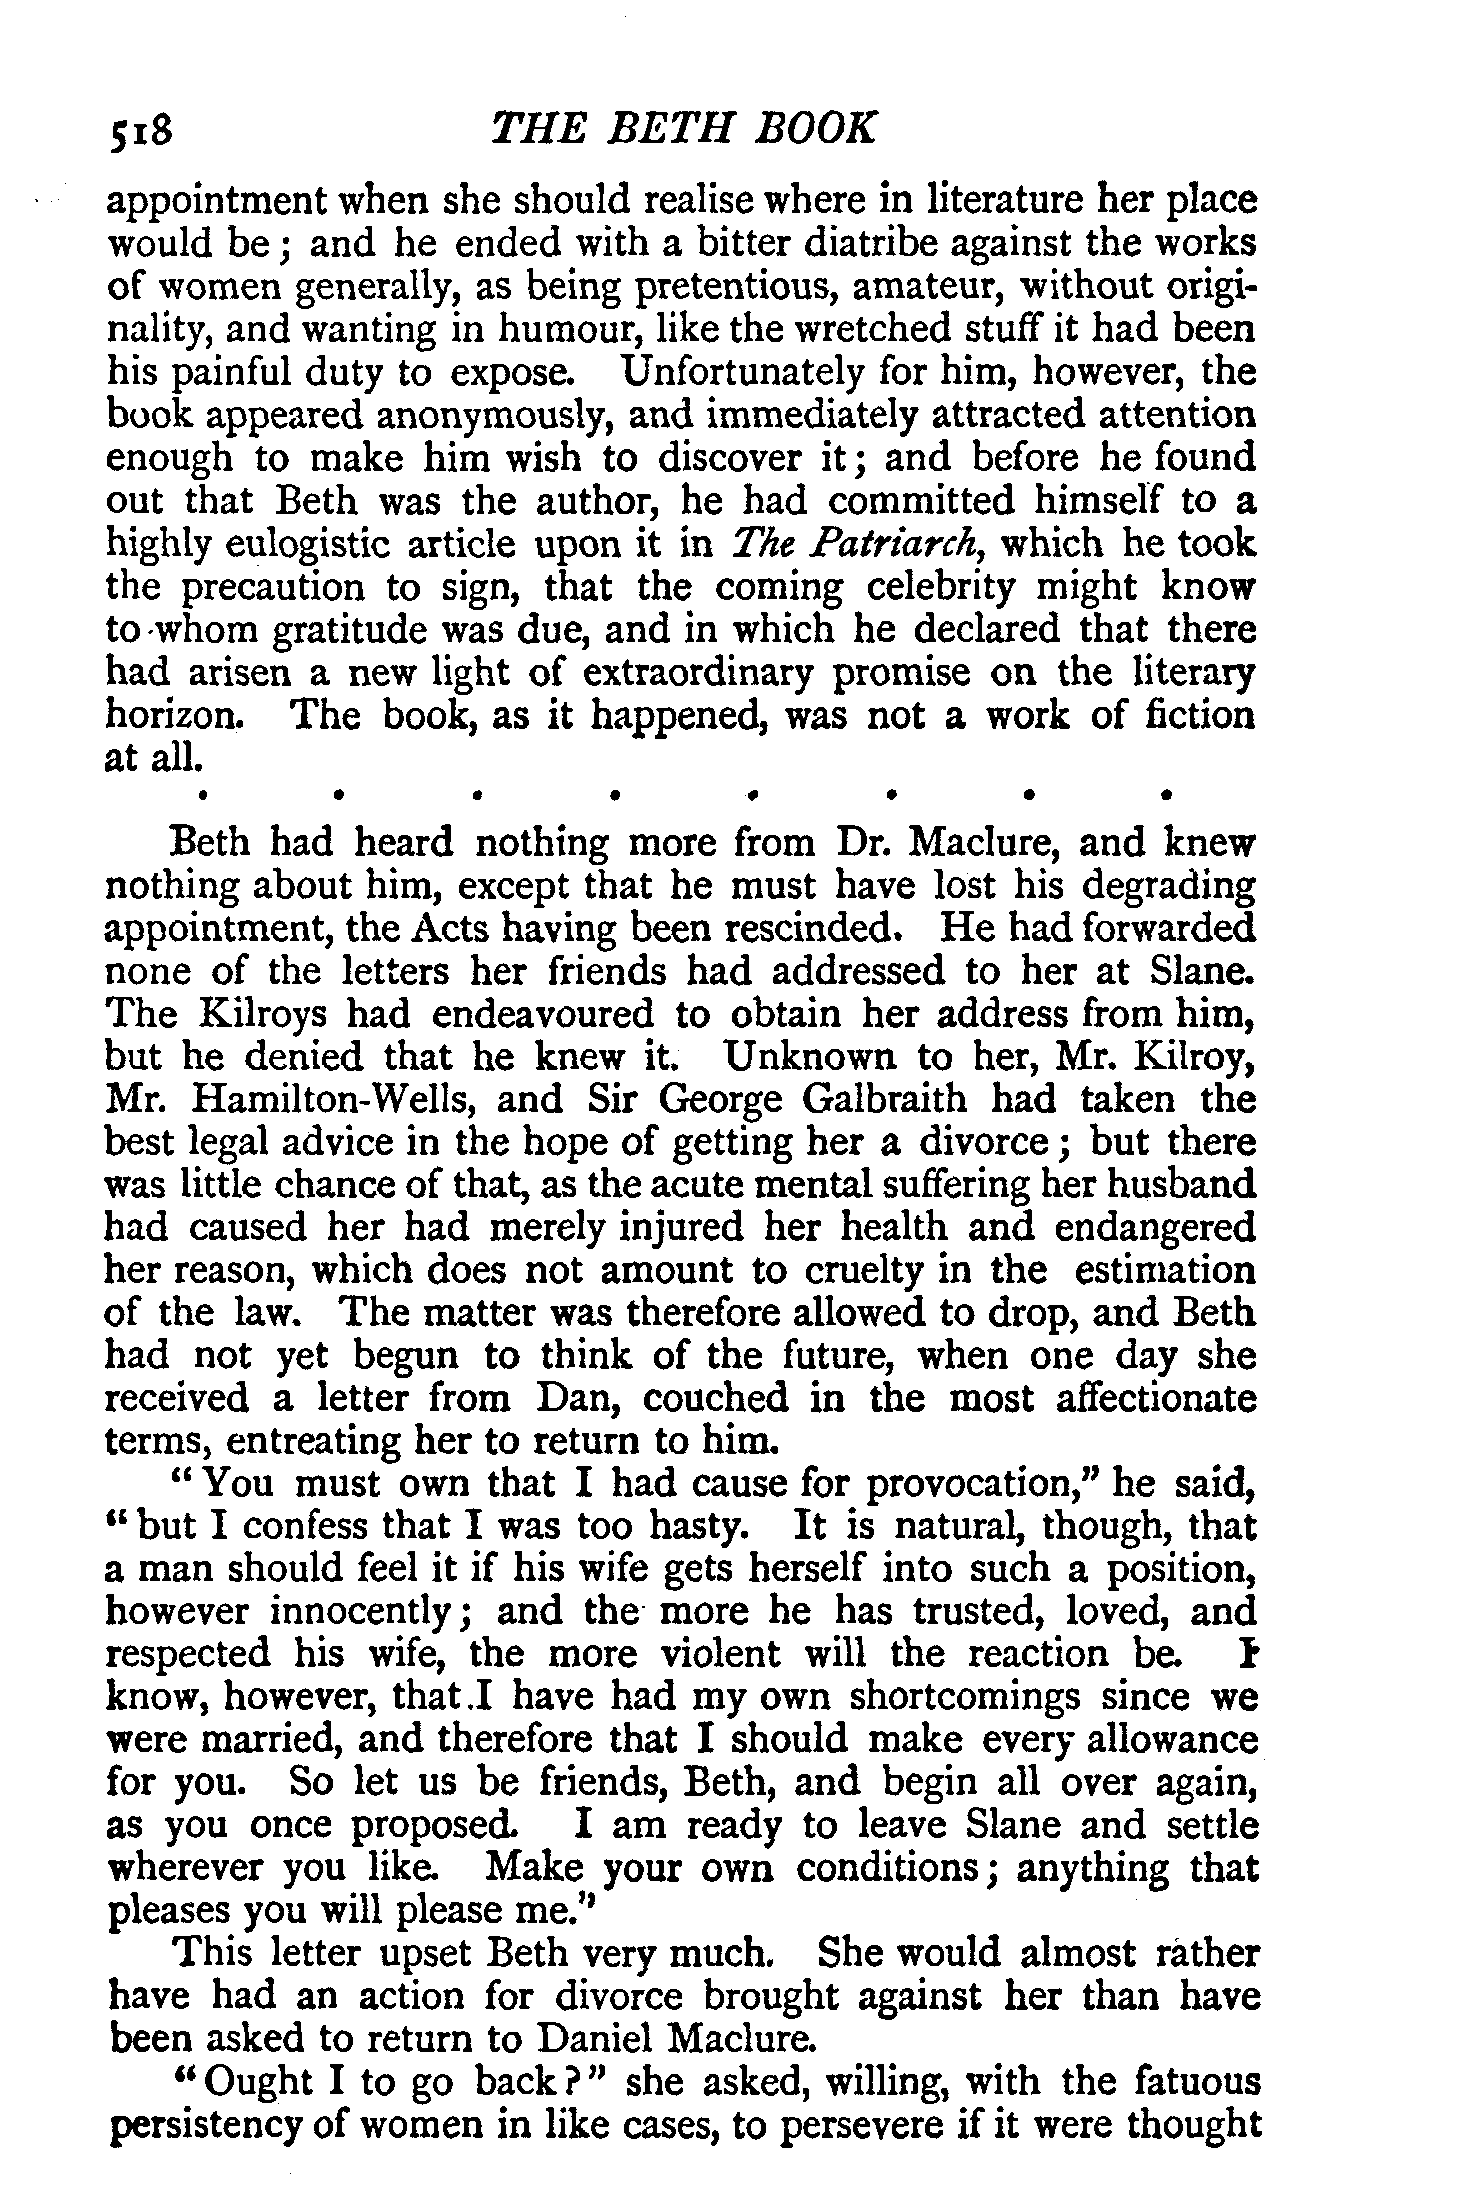 518 THE BETH BOOK
appointment when she should realise where in literature her place
would be; and he ended with a bitter diatribe against the works
of women generally, as being pretentious, amateur, without origi-
nality, and wanting in humour, like the wretched stuff it had been
his painful duty to expose. Unfortunately for him, however, the
book appeared anonymously, and immediately attracted attention
enough to make him wish to discover it; and before he found
out that Beth was the author, he had committed himself to a
highly eulogistic article upon it in The Patriarch, which he took
the precaution to sign, that the coming celebrity might know
to whom gratitude was due, and in which he declared that there
had arisen a new light of extraordinary promise on the literary
horizon. The book, as it happened, was not a work of fiction
at all.
. . . . . . . .
Beth had heard nothing more from Dr. Maclure, and knew
nothing about him, except that he must have lost his degrading
appointment, the Acts having been rescinded. He had forwarded
none of the letters her friends had addressed to her at Slane.
The Kilroys had endeavoured to obtain her address from him,
but he denied that he knew it. Unknown to her, Mr. Kilroy,
Mr. Hamilton-Wells, and Sir George Galbraith had taken the
best legal advice in the hope of getting her a divorce; but there
was little chance of that, as the acute mental suffering her husband
had caused her had merely injured her health and endangered
her reason, which does not amount to cruelty in the estimation
of the law. The matter was therefore allowed to drop, and Beth
had not yet begun to think of the future, when one day she
received a letter from Dan, couched in the most affectionate
terms, entreating her to return to him.
"You must own that I had cause for provocation," he said,
"but I confess that I was too hasty. It is natural, though, that
a man should feel it if his wife gets herself into such a position,
however innocently; and the more he has trusted, loved, and
respected his wife, the more violent will the reaction be. I
know, however, that I have had my own shortcomings since we
were married, and therefore that I should make every allowance
for you. So let us be friends, Beth, and begin all over again,
as you once proposed. I am ready to leave Slane and settle
wherever you like. Make your own conditions; anything that
pleases you will please me."
This letter upset Beth very much. She would almost rather
have had an action for divorce brought against her than have
been asked to return to Daniel Maclure.
"Ought I to go back?" she asked, willing, with the fatuous
persistency of women in like cases, to persevere if it were thought